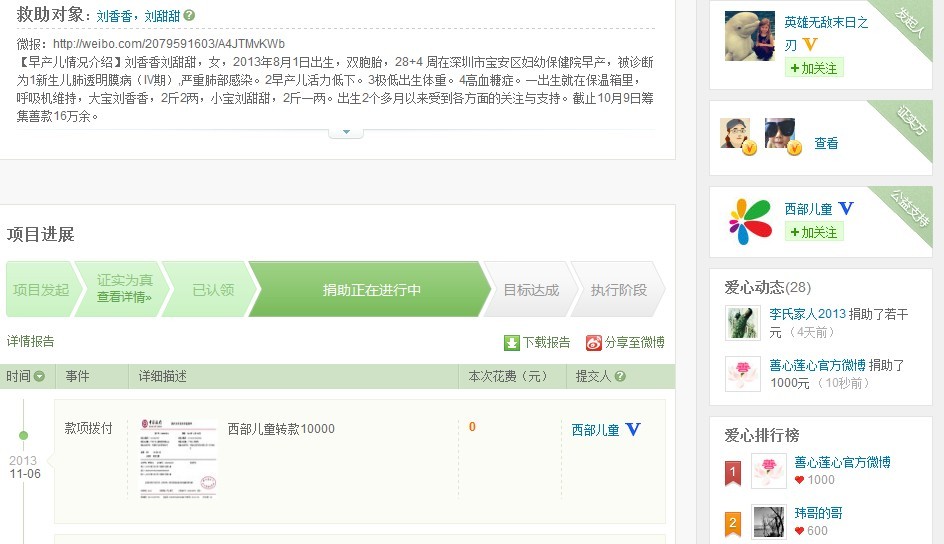 救助对象：刘香香，刘甜甜
微报：http://weibo.com/2079591603/A4JTMvKWb
【早产儿情况介绍】刘香香刘甜甜，女，2013年8月1日出生，双胞胎，28+4 周在深圳市宝安区妇幼保健院早产，被诊断
为1新生儿肺透明膜病（IV期）,严重肺部感染。2早产儿活力低下。3极低出生体重。4高血糖症。一出生就在保温箱里，
呼吸机维持，大宝刘香香，2斤2两，小宝刘甜甜，2斤一两。出生2个多月以来受到各方面的关注与支持。截止10月9日筹
集善款16万余。
项目进展
项目发起
证实为真
查看详情»
已认领
捐助正在进行中
目标达成
执行阶段
详情报告
下载报告
分享至微博
时间 事件 详细描述 本次花费（元） 提交人
2013
11-06
款项拨付
西部儿童转款10000
0
西部儿童 V
英雄无敌末日之
刃 V
+加关注
发起人
查看
证实方
西部儿童 V
+加关注
公益支持
爱心动态(28)
李氏家人2013 捐助了若干
元（4天前）
善心莲心官方微博 捐助了
1000元（10秒前）
爱心排行榜
1
善心莲心官方微博
1000
2
玮哥的哥
600